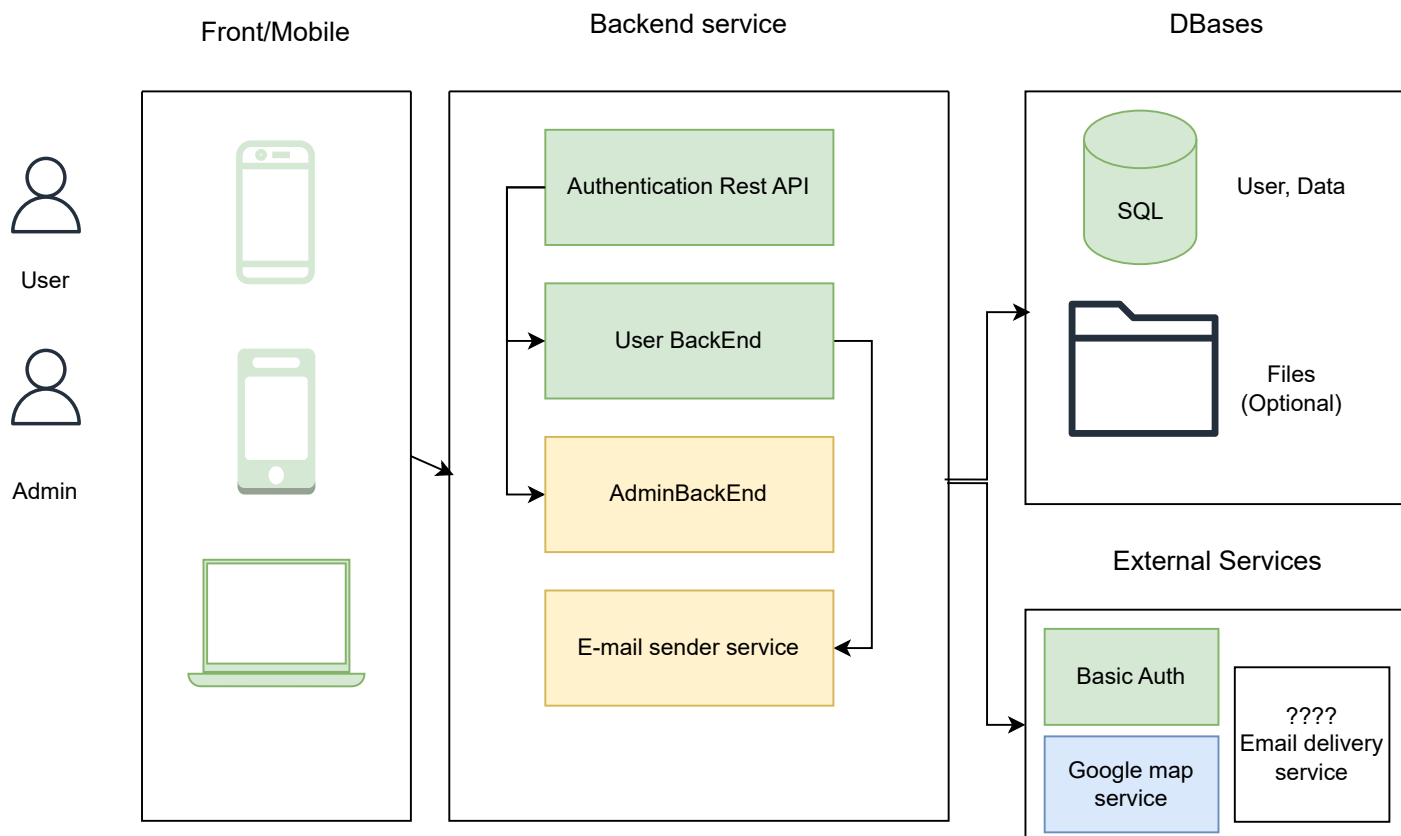 Front/Mobile
Backend service
DBases
User
Admin
Authentication Rest API
User BackEnd
AdminBackEnd
E-mail sender service
SQL
User, Data
Files
(Optional)
External Services
Basic Auth
Google map
service
????
Email delivery
service